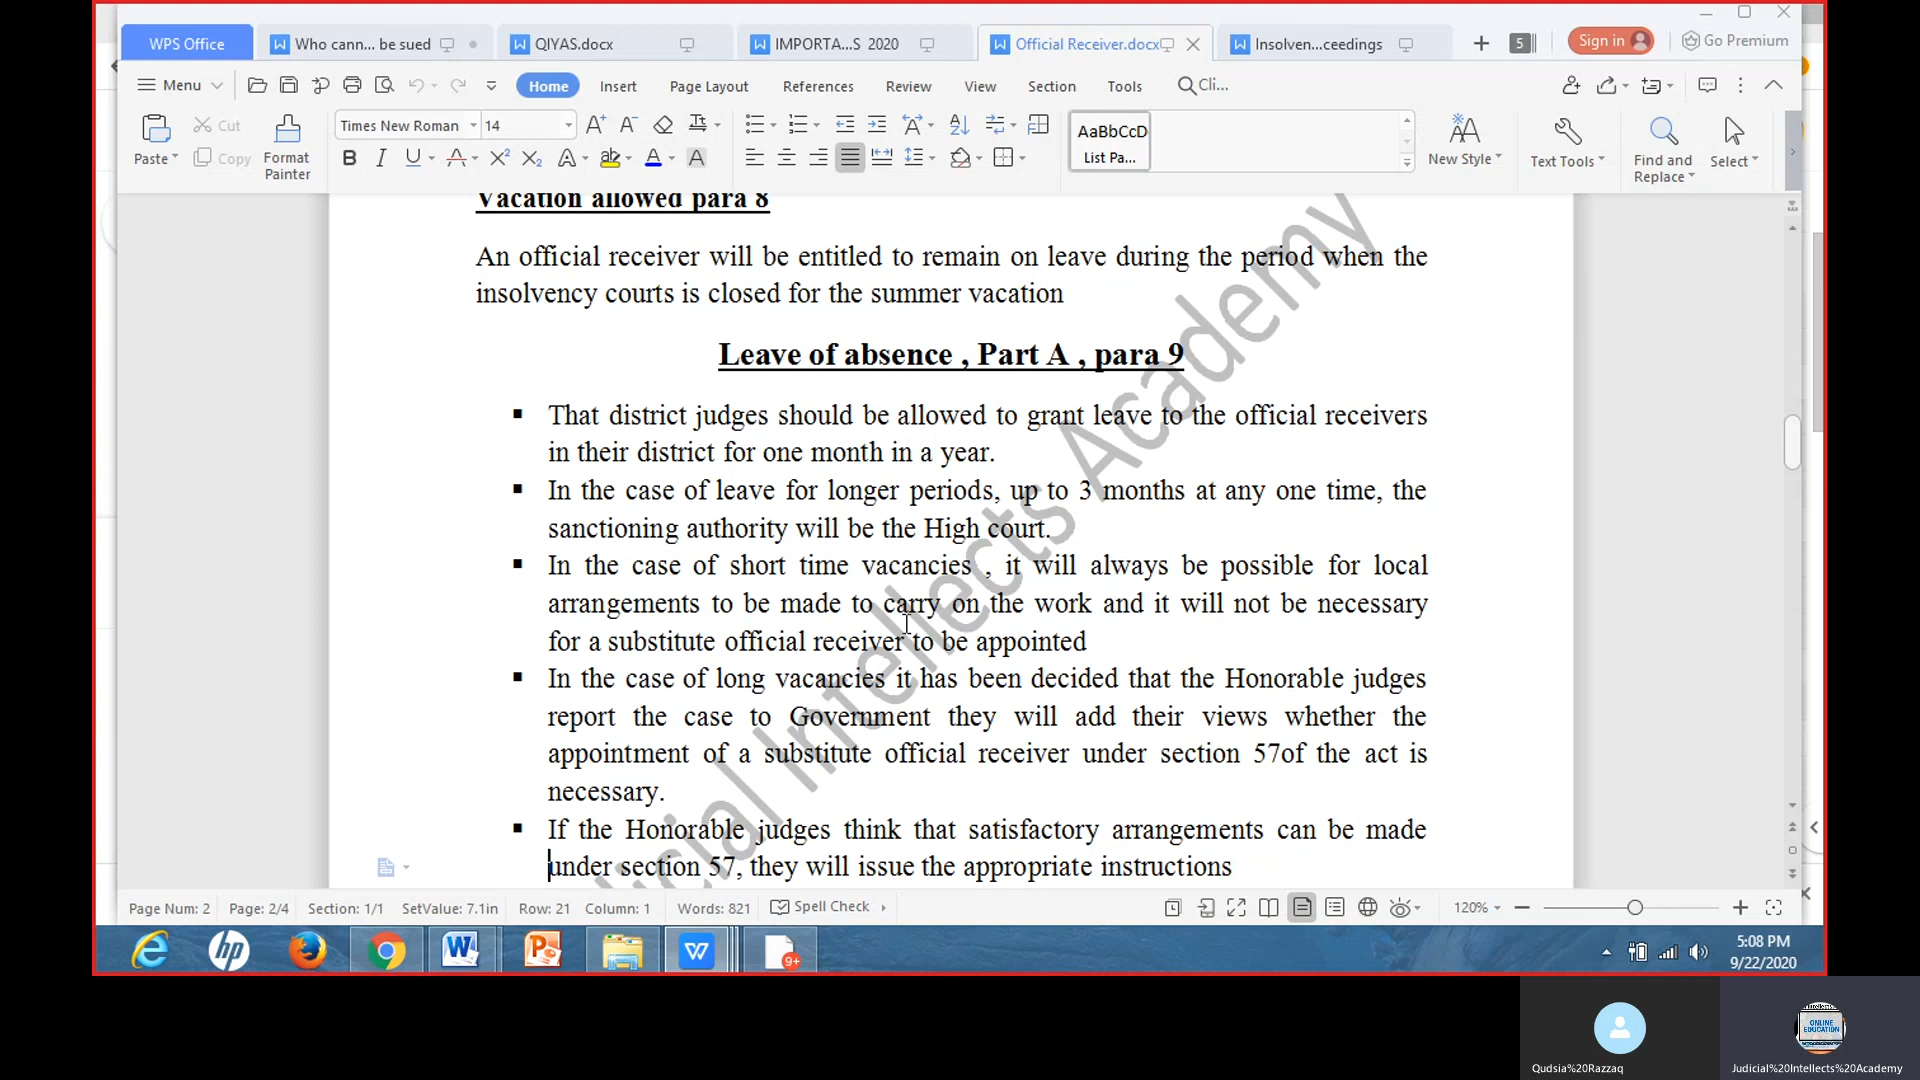 WPS Office
Who cann... be sued
QIYAS.docx
IMPORTA...S 2020
Official Receiver.docx
Insolven...ceedings
5
Sign in
Go Premium
Menu
Home
Insert
Page Layout
References
Review
View
Section
Tools
Cli...
Paste
Cut
Copy
Format
Painter
Times New Roman
14
AaBbCcD
List Pa...
New Style
Text Tools
Find and
Replace
Select
Vacation allowed para 8
An official receiver will be entitled to remain on leave during the period when the
insolvency courts is closed for the summer vacation
Leave of absence , Part A , para 9
That district judges should be allowed to grant leave to the official receivers
in their district for one month in a year.
In the case of leave for longer periods, up to 3 months at any one time, the
sanctioning authority will be the High court.
In the case of short time vacancies , it will always be possible for local
arrangements to be made to carry on the work and it will not be necessary
for a substitute official receiver to be appointed
In the case of long vacancies it has been decided that the Honorable judges
report the case to Government they will add their views whether the
appointment of a substitute official receiver under section 57of the act is
necessary.
If the Honorable judges think that satisfactory arrangements can be made
under section 57, they will issue the appropriate instructions
dicial Intellects Academy
Page Num: 2
Page: 2/4
Section: 1/1
SetValue: 7.1in
Row: 21
Column: 1
Words: 821
Spell Check
120%
hp
9+
5:08 PM
9/22/2020
ONLINE
EDUCATION
Qudsia%20Razzaq
Judicial%20Intellects%20Academy